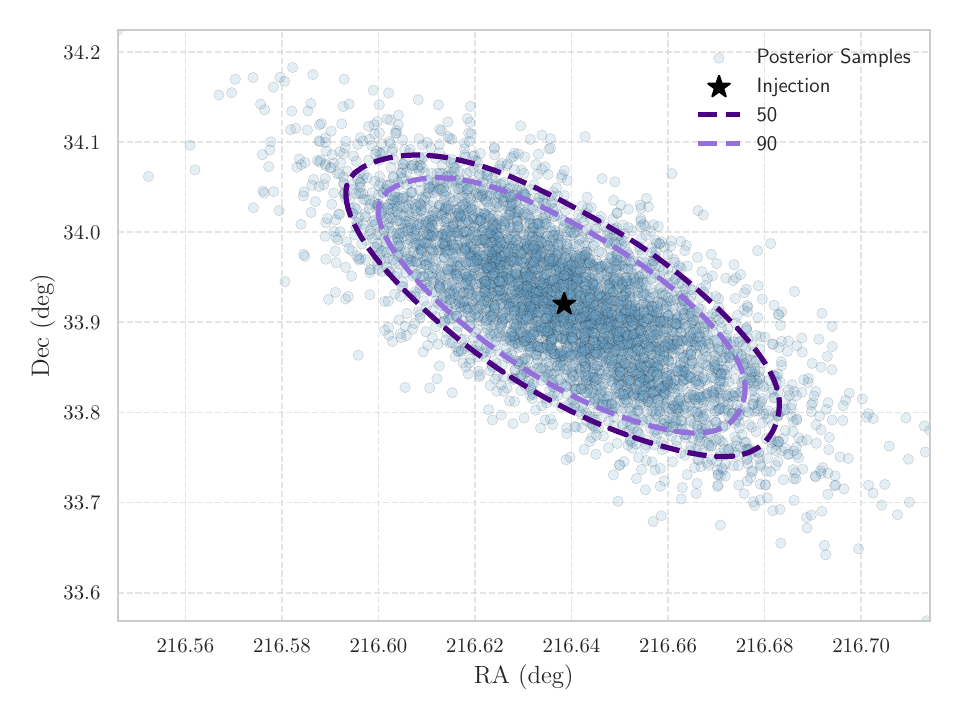 34.2
34.1
34.0
33.9
33.8
33.7
33.6
Dec (deg)
Posterior Samples
Injection
50
90
216.56 216.58 216.60 216.62 216.64 216.66 216.68 216.70
RA (deg)